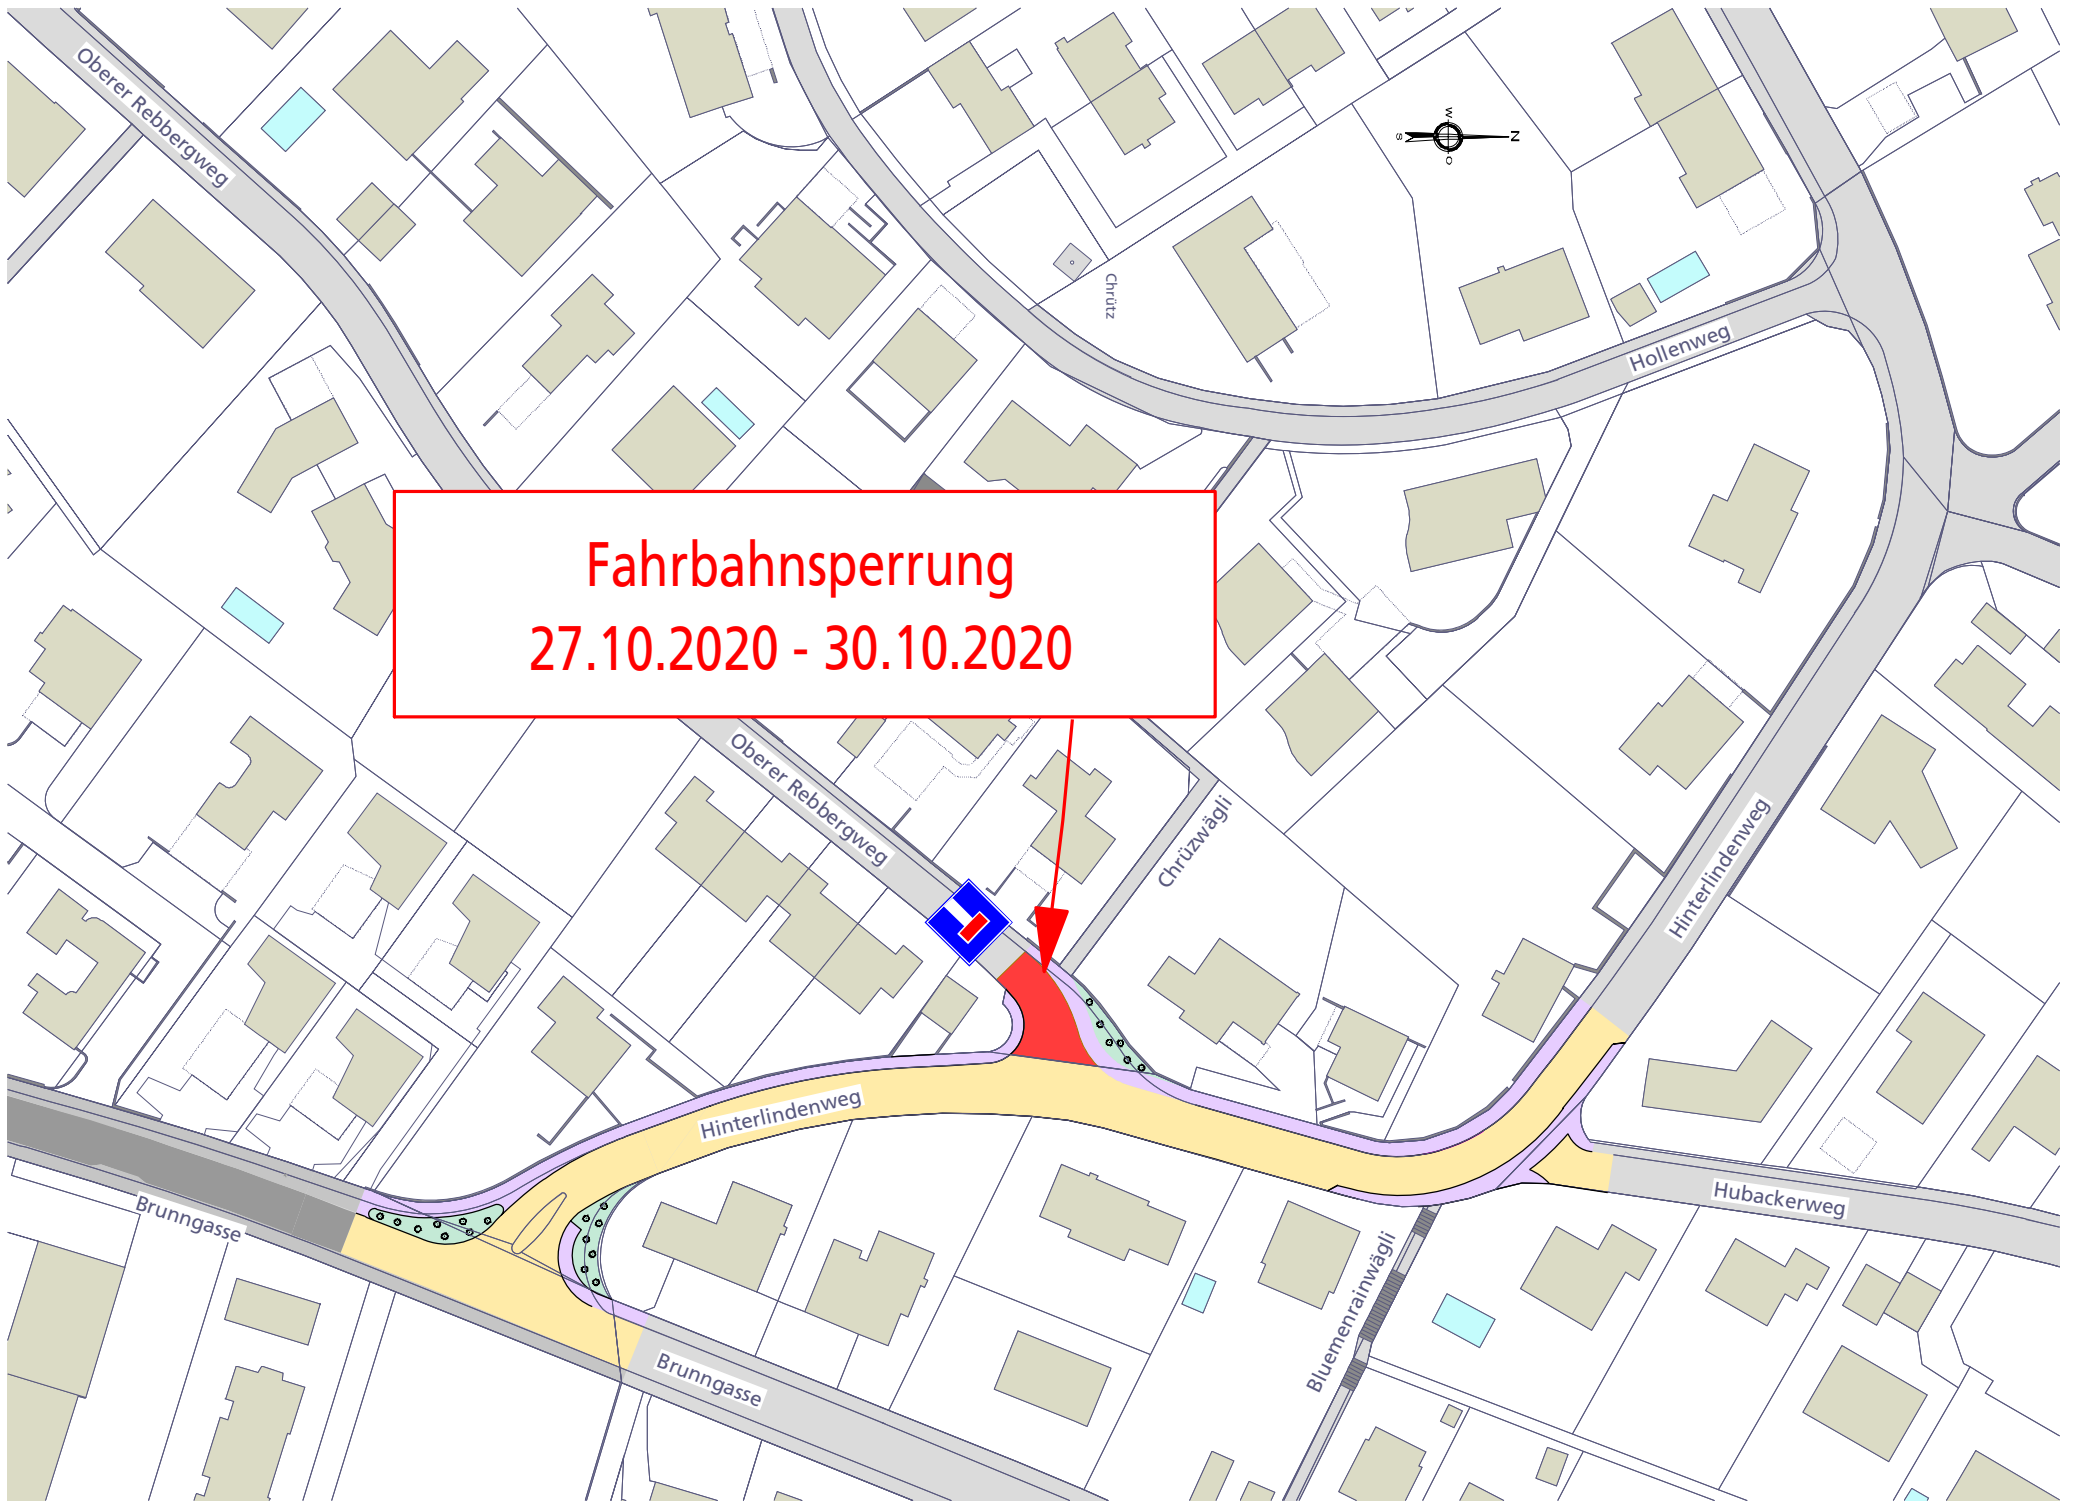 Oberer Rebbergweg
W
S
N
O
Chrütz
Hollenweg
Fahrbahnsperrung
27.10.2020 - 30.10.2020
Oberer Rebbergweg
Chrüzwägli
Hinterlindenweg
Hinterlindenweg
Brunngasse
Hubackerweg
Bluemenrainwägli
Brunngasse